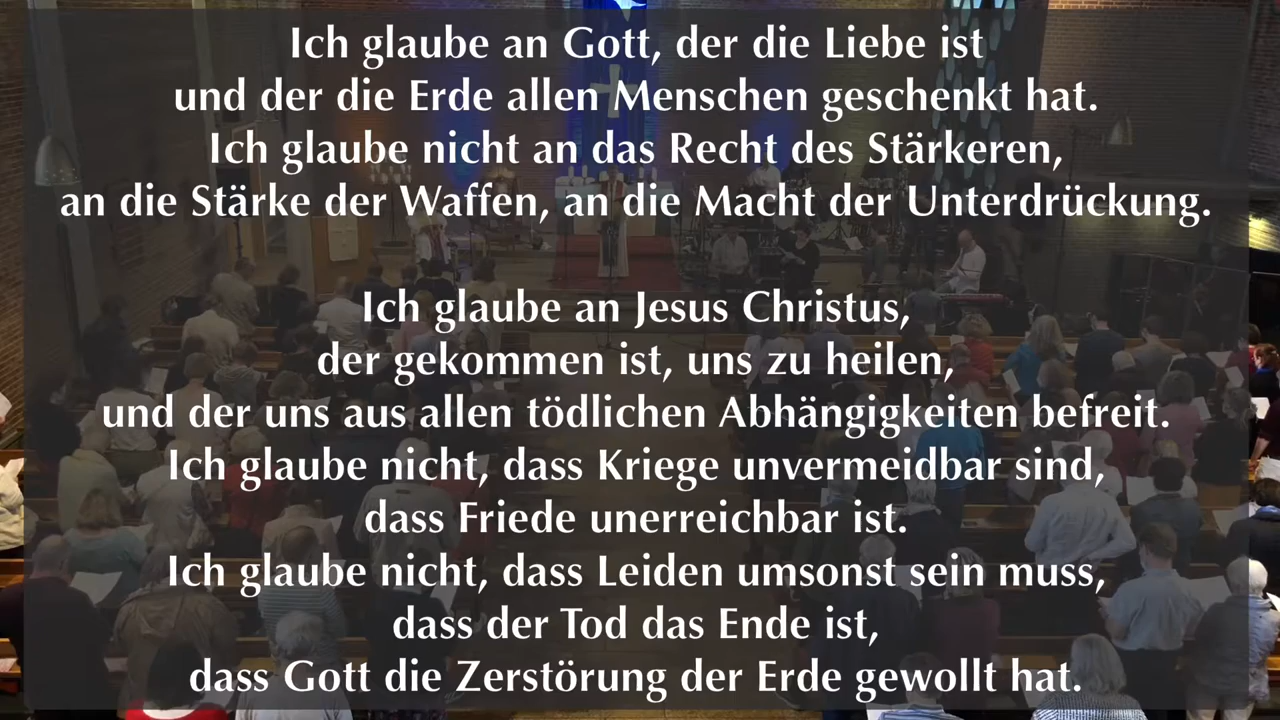 Ich glaube an Gott, der die Liebe ist
und der die Erde allen Menschen geschenkt hat.
Ich glaube nicht an das Recht des Stärkeren,
an die Stärke der Waffen, an die Macht der Unterdrückung.
Ich glaube an Jesus Christus,
der gekommen ist, uns zu heilen,
und der uns aus allen tödlichen Abhängigkeiten befreit.
Ich glaube nicht, dass Kriege unvermeidbar sind,
dass Friede unerreichbar ist.
Ich glaube nicht, dass Leiden umsonst sein muss,
dass der Tod das Ende ist,
dass Gott die Zerstörung der Erde gewollt hat.